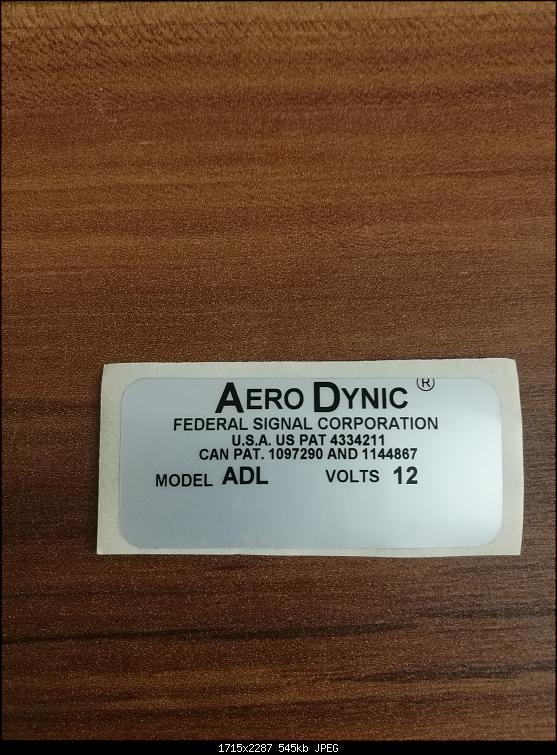 AERO DYNIC ®
FEDERAL SIGNAL CORPORATION
U.S.A. US PAT 4334211
CAN PAT. 1097290 AND 1144867
MODEL ADL VOLTS 12
1715x2287 545kb JPEG